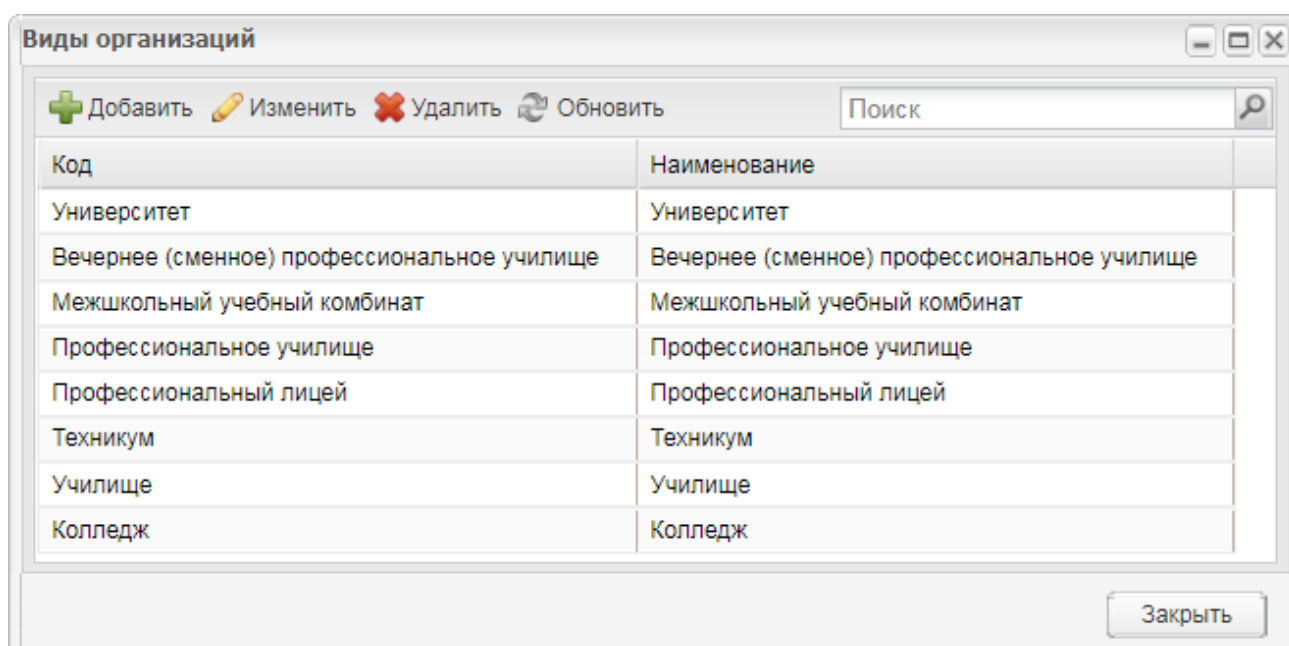 Виды организаций
Добавить Изменить Удалить Обновить Поиск
Код Наименование
Университет Университет
Вечернее (сменное) профессиональное училище Вечернее (сменное) профессиональное училище
Межшкольный учебный комбинат Межшкольный учебный комбинат
Профессиональное училище Профессиональное училище
Профессиональный лицей Профессиональный лицей
Техникум Техникум
Училище Училище
Колледж Колледж
Закрыть